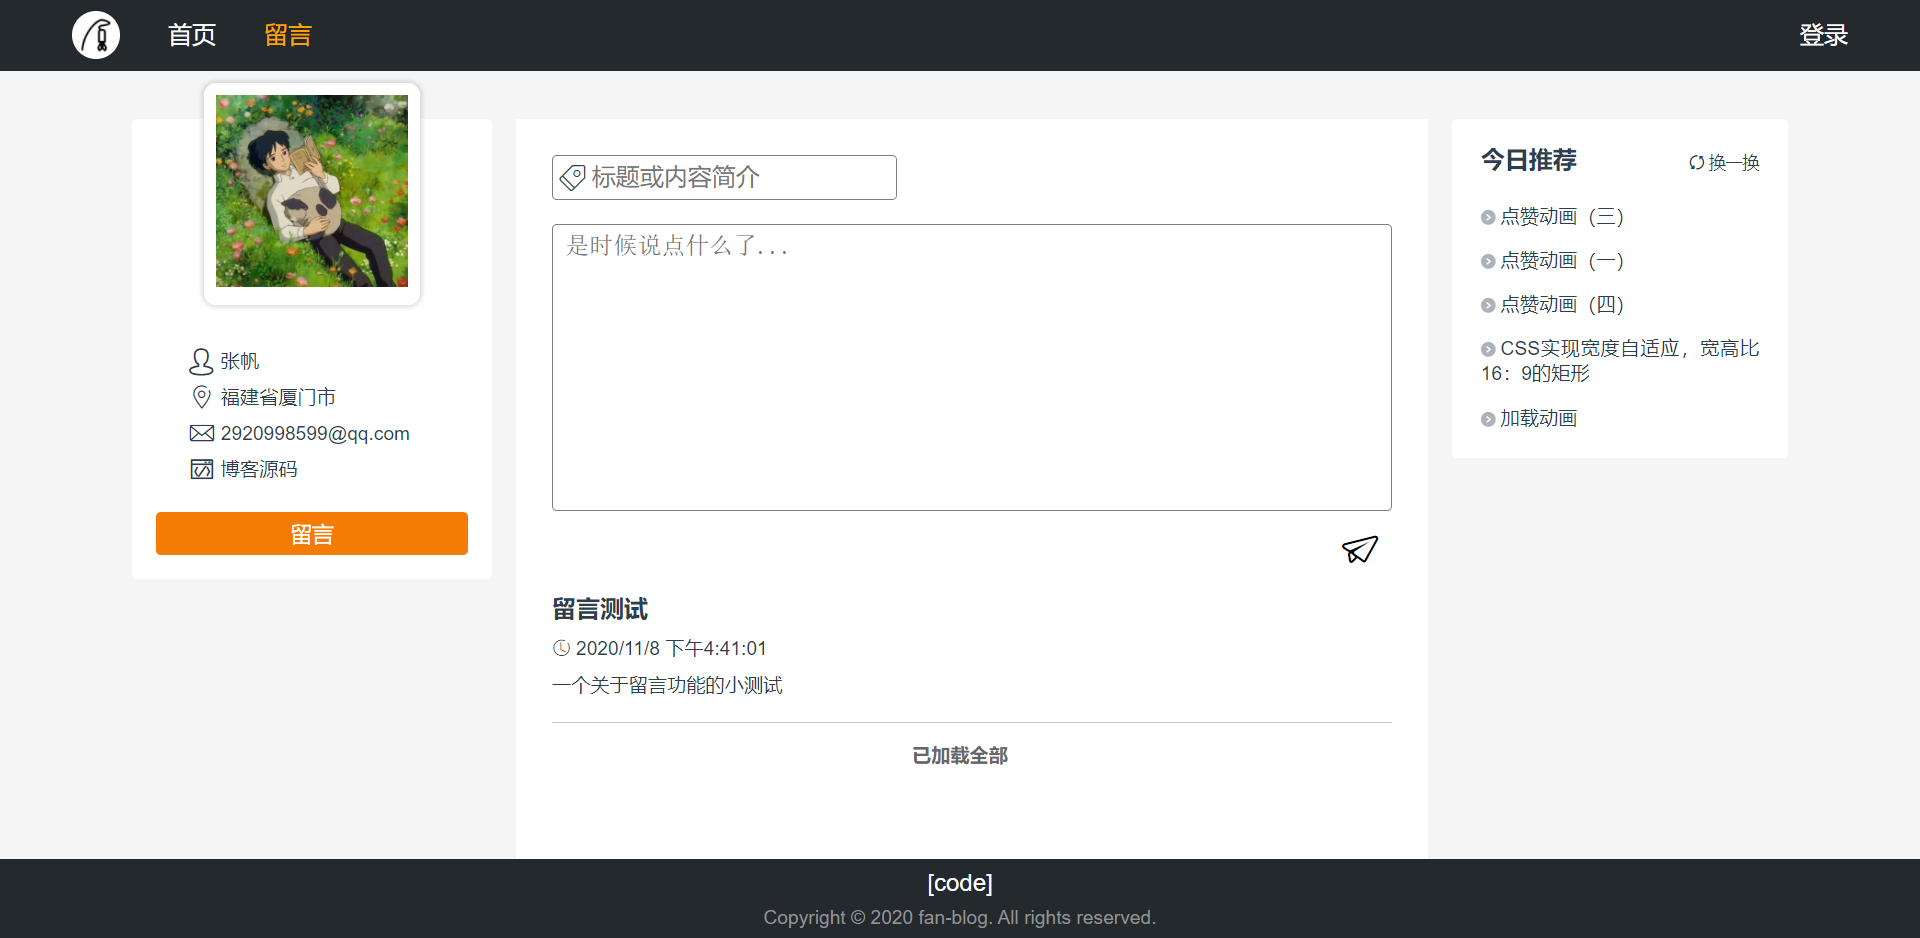 首页 留言 登录
张帆
福建省厦门市
2920998599@qq.com
博客源码
留言
标题或内容简介
是时候说点什么了...
留言测试
2020/11/8 下午4:41:01
一个关于留言功能的小测试
已加载全部
今日推荐 换一换
点赞动画（三）
点赞动画（一）
点赞动画（四）
CSS实现宽度自适应，宽高比
16：9的矩形
加载动画
[code]
Copyright © 2020 fan-blog. All rights reserved.